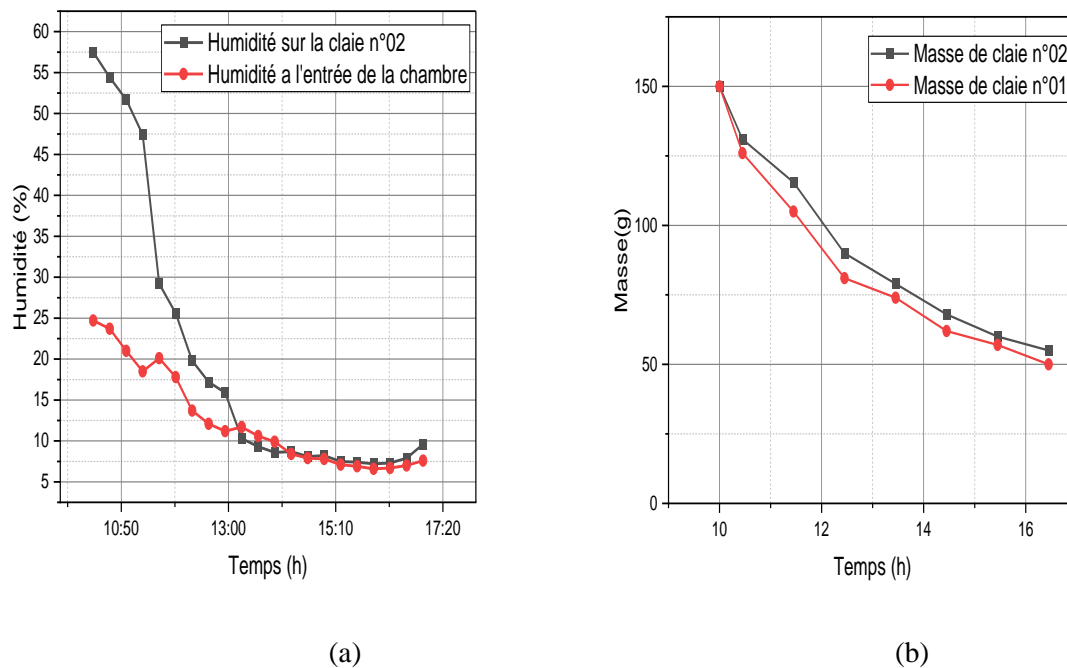 Humidité sur la claie n°02
Humidité a l'entrée de la chambre
60
55
50
45
40
35
30
25
20
15
10
5
Humidité (%)
10:50 13:00 15:10 17:20
Temps (h)
(a)
Masse de claie n°02
Masse de claie n°01
150
100
50
0
Masse(g)
10 12 14 16
Temps (h)
(b)